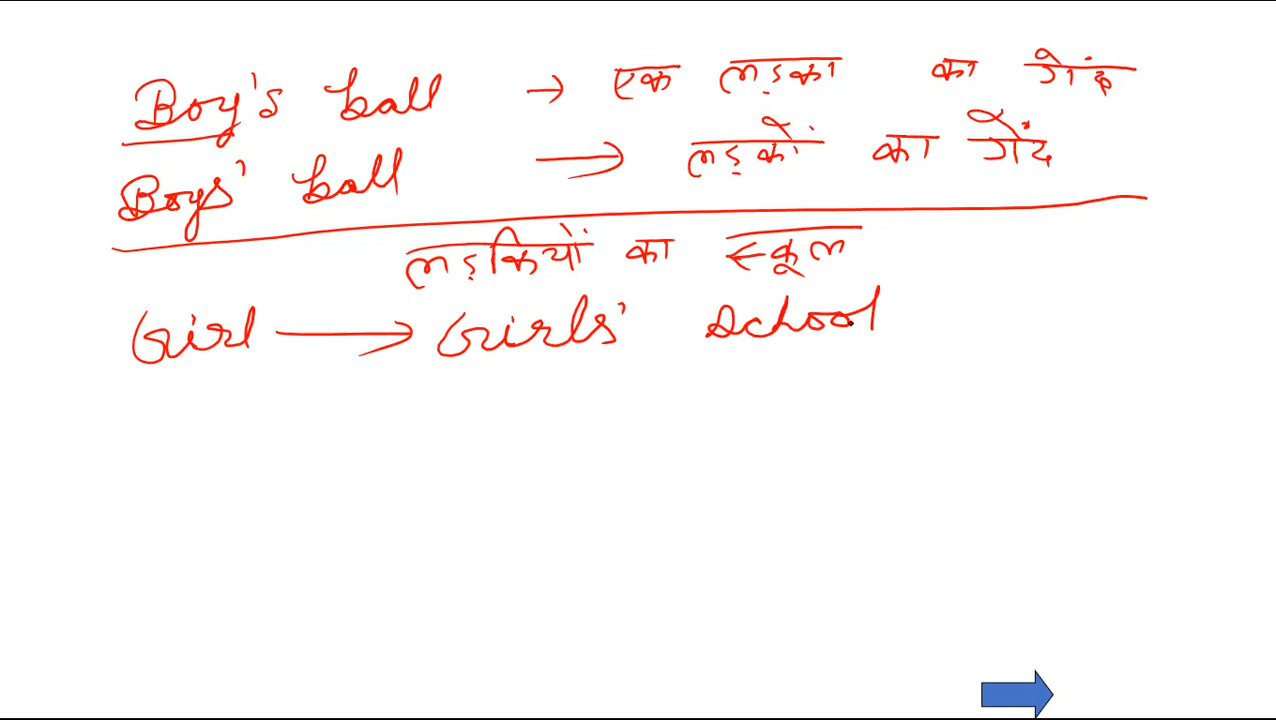 Boy's ball → एक लड़का का गेंद
Boys' ball → लड़कों का गेंद
लड़कियों का स्कूल
Girl → Girls' school